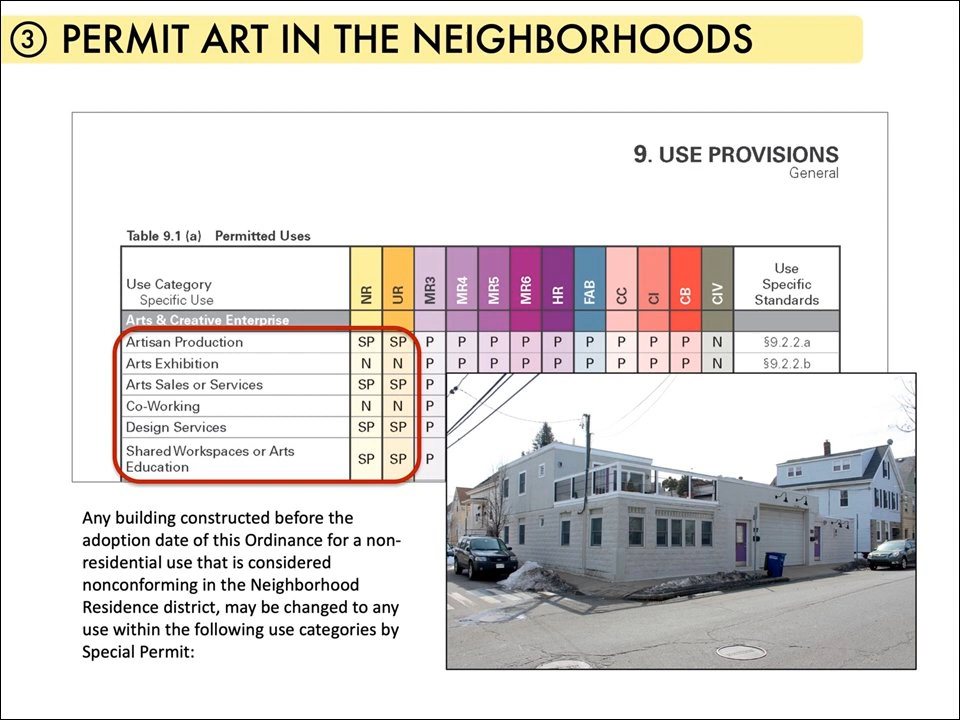 ③ PERMIT ART IN THE NEIGHBORHOODS
9. USE PROVISIONS
General
Table 9.1 (a) Permitted Uses
Use Category
Specific Use
NR UR MR3 MR4 MR5 MR6 HR FAB CC CI CB CIV
Use
Specific
Standards
Arts & Creative Enterprise
Artisan Production SP SP P P P P P P P P P N §9.2.2.a
Arts Exhibition N N P P P P P P P P P N §9.2.2.b
Arts Sales or Services SP SP P
Co-Working N N P
Design Services SP SP P
Shared Workspaces or Arts
Education SP SP P
Any building constructed before the
adoption date of this Ordinance for a non-
residential use that is considered
nonconforming in the Neighborhood
Residence district, may be changed to any
use within the following use categories by
Special Permit: